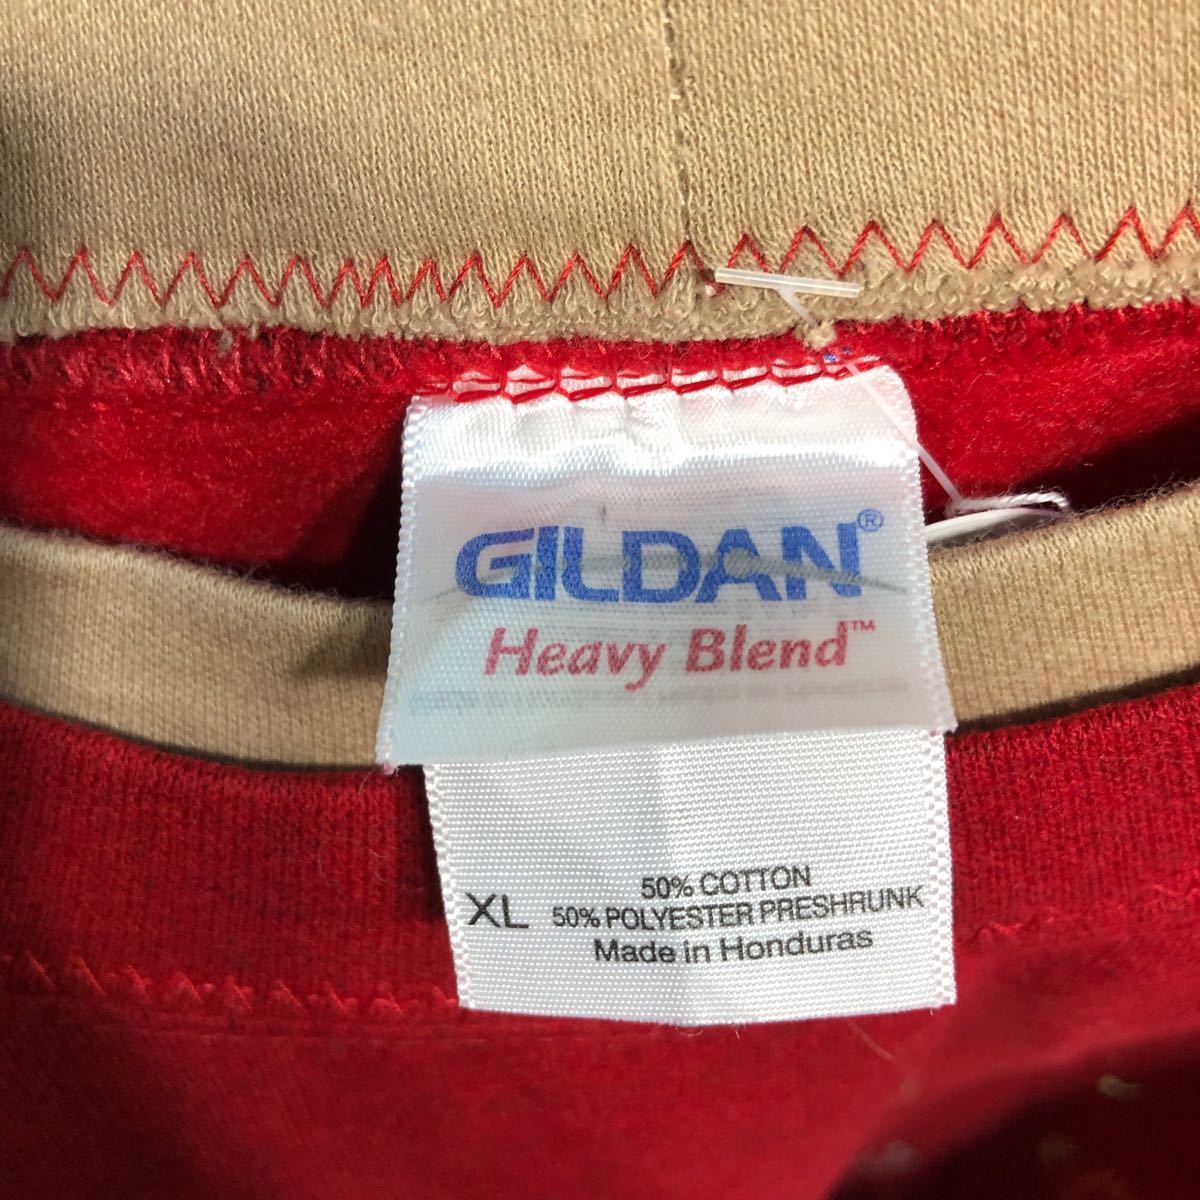 GILDAN®
Heavy Blend™
XL
50% COTTON
50% POLYESTER PRESHRUNK
Made in Honduras